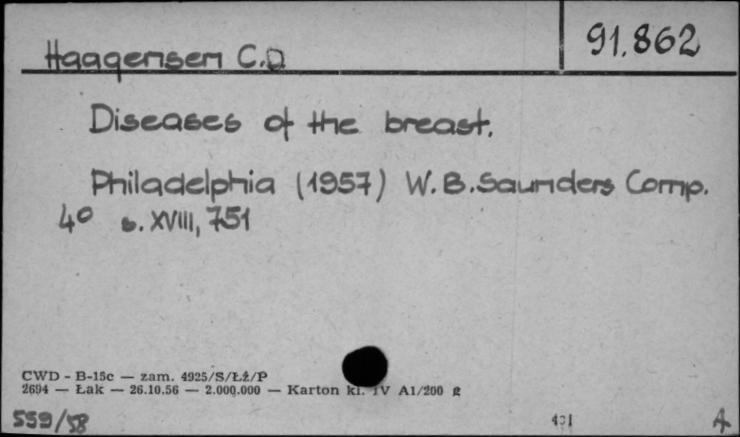 Haagensen C.D
91.862
Diseases of the breast.
Philadelphia (1957) W.B. Saunders Comp.
4° s. XVIII, 751
CWD - B-15c — zam. 4925/S/Łż/P
2694 — Łak — 26.10.56 — 2.000.000 — Karton kl. IV A1/200 g
559/58
A